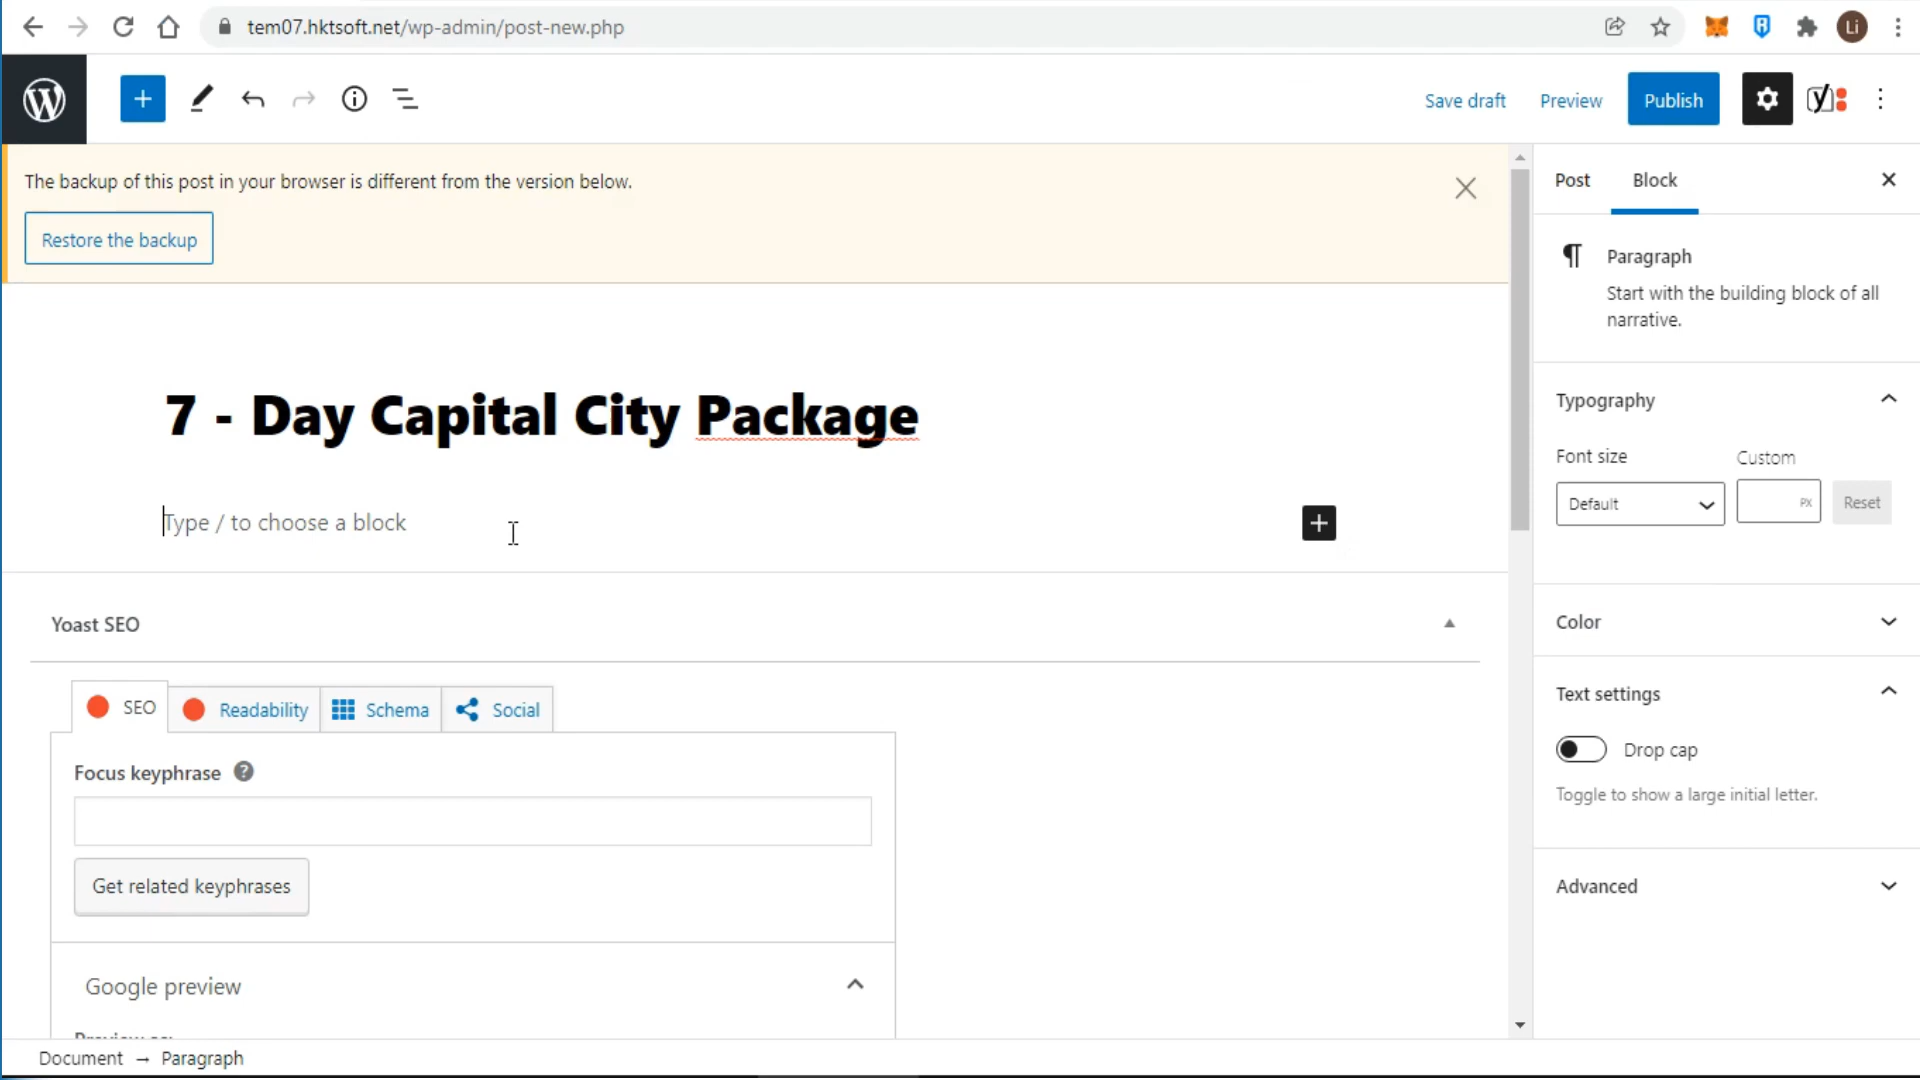 tem07.hktsoft.net/wp-admin/post-new.php
Li
Save draft
Preview
Publish
The backup of this post in your browser is different from the version below.
Restore the backup
7 - Day Capital City Package
Type / to choose a block
Yoast SEO
SEO
Readability
Schema
Social
Focus keyphrase
Get related keyphrases
Google preview
Document → Paragraph
Post
Block
Paragraph
Start with the building block of all
narrative.
Typography
Font size
Custom
Default
PX
Reset
Color
Text settings
Drop cap
Toggle to show a large initial letter.
Advanced